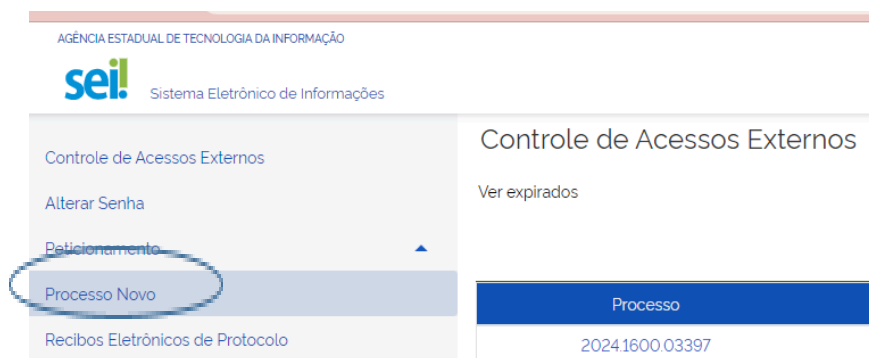 AGÊNCIA ESTADUAL DE TECNOLOGIA DA INFORMAÇÃO
sei!
Sistema Eletrônico de Informações
Controle de Acessos Externos
Alterar Senha
Peticionamento
Processo Novo
Recibos Eletrônicos de Protocolo
Controle de Acessos Externos
Ver expirados
Processo
2024.1600.03397